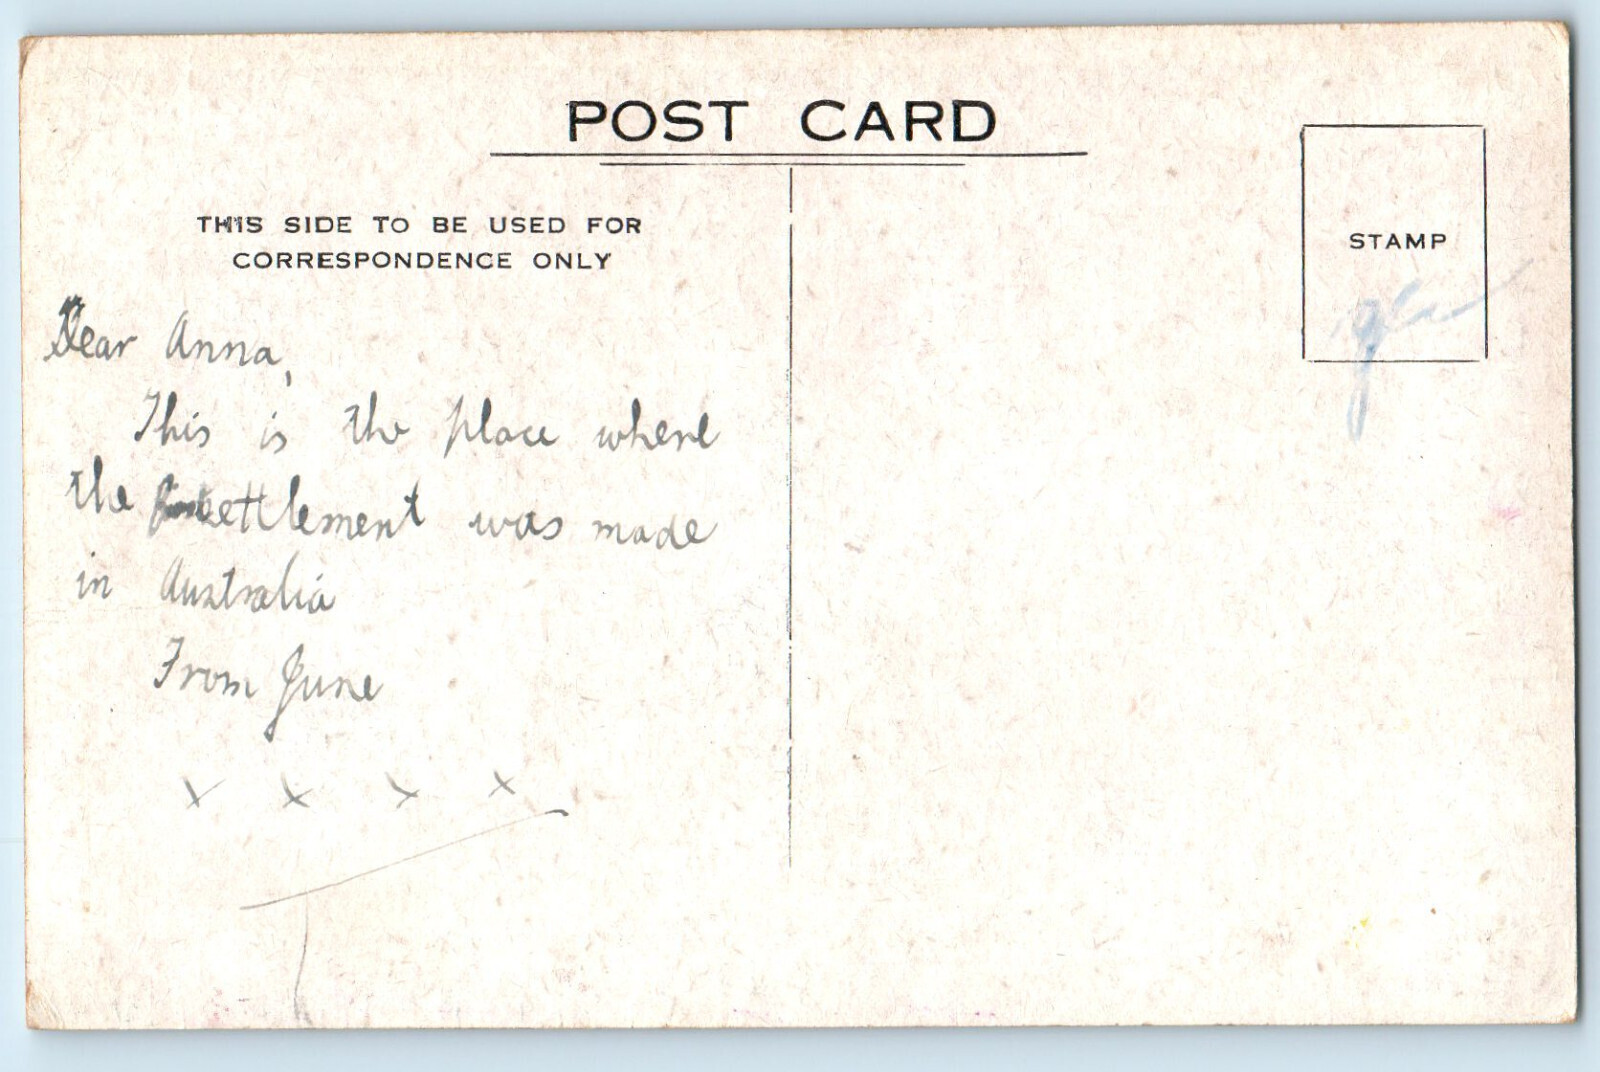 POST CARD
THIS SIDE TO BE USED FOR
CORRESPONDENCE ONLY
STAMP
Dear Anna,
This is the place where
the settlement was made
in Australia
From June
x x x x